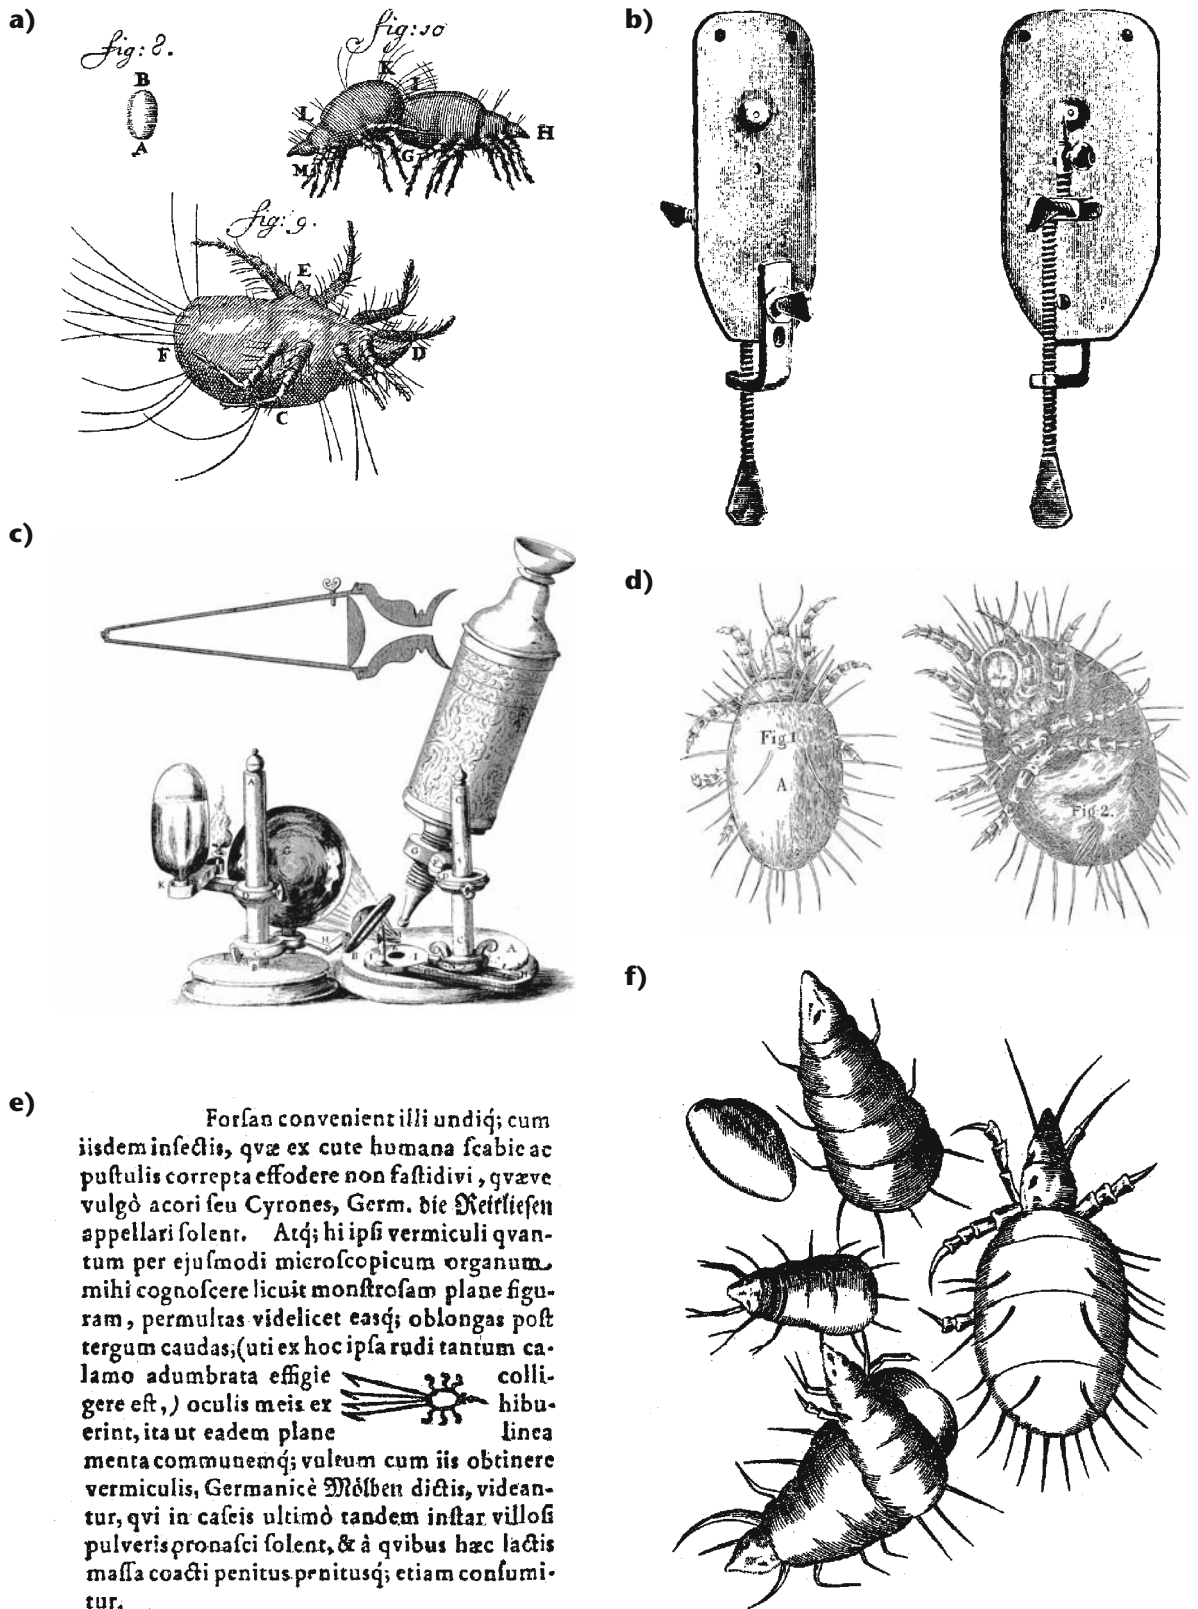 a)
fig: 8.
B
A
fig: 10
K
I
L
H
M
G
fig: 9.
E
F
D
C
b)
c)
A
G
K
D
C
G
H
B
I
I
A
C
E
B
d)
Fig 1
A
Fig 2.
e)
Forſan convenient illi undiq́; cum
iisdem inſectis, qvæ ex cute humana ſcabie ac
puſtulis correpta effodere non faſtidivi, qvæve
vulgò acori ſeu Cyrones, Germ. die
appellari ſolent. Atq́; hi ipſi vermiculi qvan-
tum per ejuſmodi microſcopicum organum
mihi cognoſcere licuit monſtroſam plane figu-
ram, permultas videlicet easq́; oblongas poſt
tergum caudas,(uti ex hoc ipſa rudi tantum ca-
lamo adumbrata effigie colli-
gere eſt,) oculis meis ex hibu-
erint, ita ut eadem plane linea
menta communemq́; vultum cum iis obtinere
vermiculis, Germanicè Mölben dictis, videan-
tur, qvi in caſeis ultimò tandem inſtar villoſi
pulveris pronaſci ſolent, & à qvibus hæc lactis
maſſa coacti penitus penitusq́; etiam conſumi-
tur.
f)